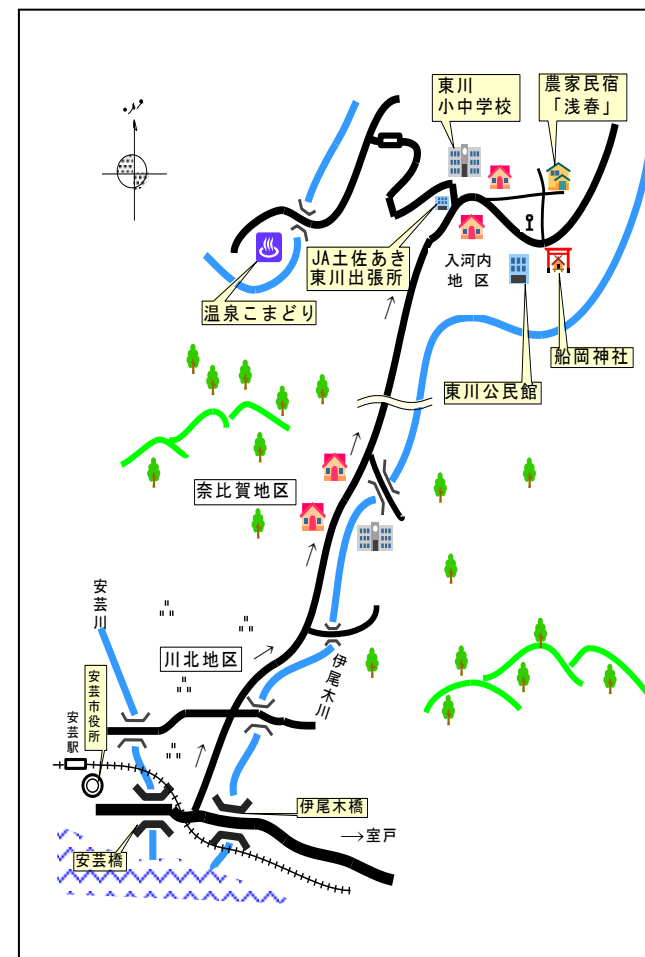 東川
小中学校
農家民宿
「浅春」
JA土佐あき
東川出張所
入河内
地区
温泉こまどり
船岡神社
東川公民館
奈比賀地区
安芸川
川北地区
伊尾木川
安芸市役所
安芸駅
伊尾木橋
→室戸
安芸橋